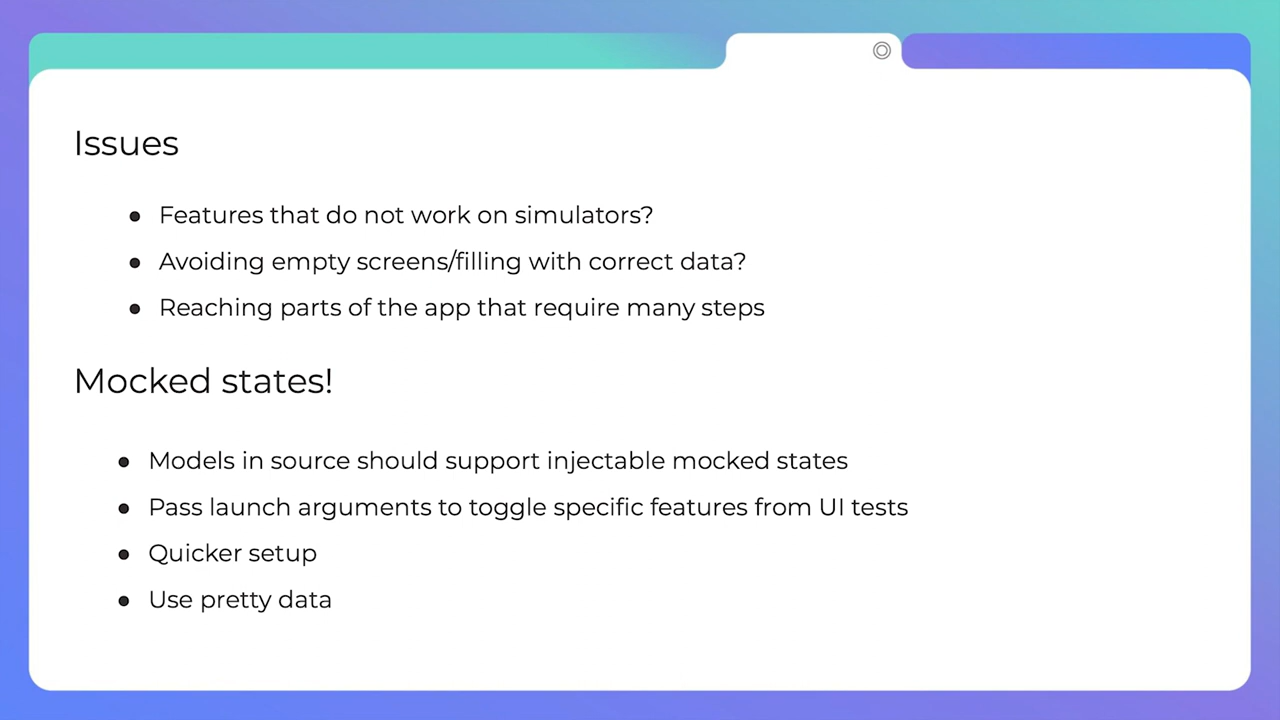 Issues
● Features that do not work on simulators?
● Avoiding empty screens/filling with correct data?
● Reaching parts of the app that require many steps
Mocked states!
● Models in source should support injectable mocked states
● Pass launch arguments to toggle specific features from UI tests
● Quicker setup
● Use pretty data